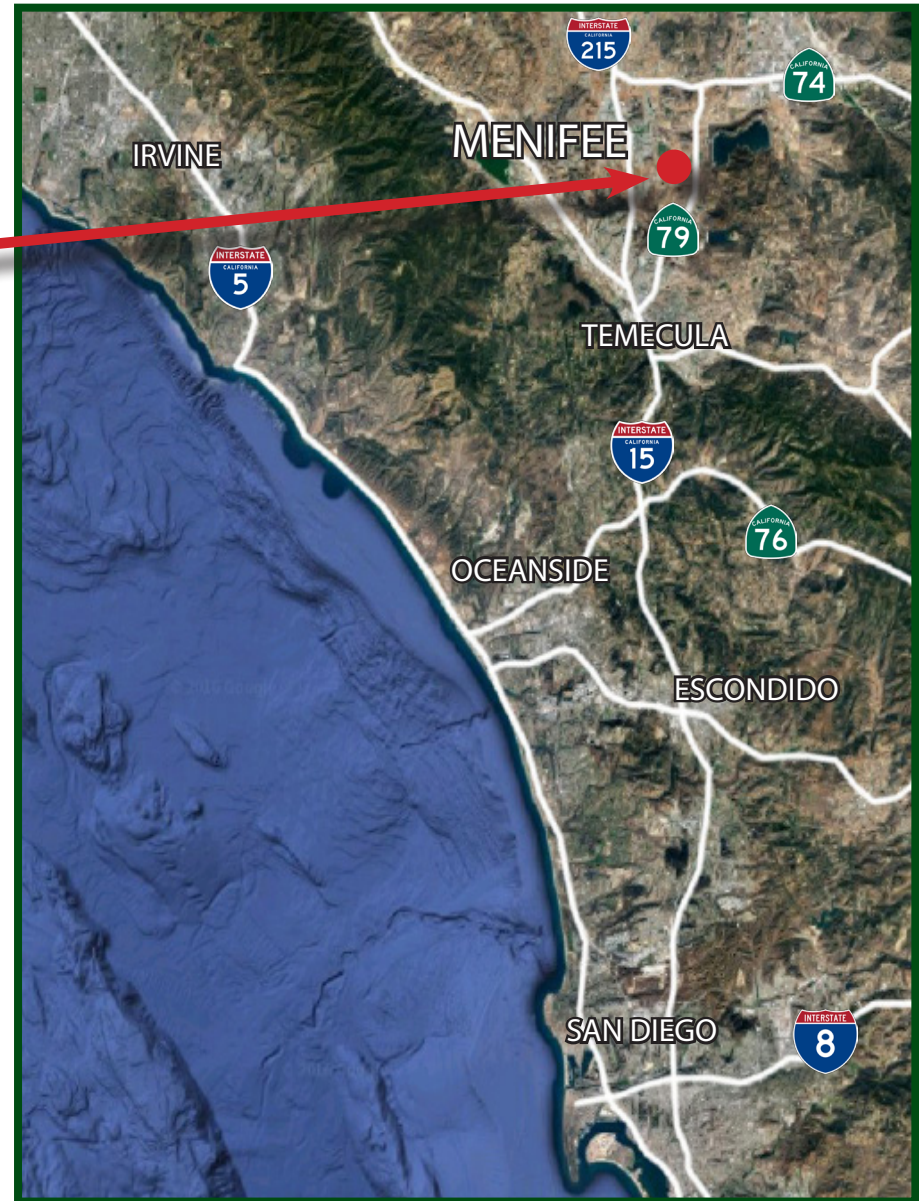 INTERSTATE
CALIFORNIA
215
CALIFORNIA
74
IRVINE
MENIFEE
CALIFORNIA
79
INTERSTATE
CALIFORNIA
5
TEMECULA
INTERSTATE
CALIFORNIA
15
CALIFORNIA
76
OCEANSIDE
ESCONDIDO
SAN DIEGO
INTERSTATE
8